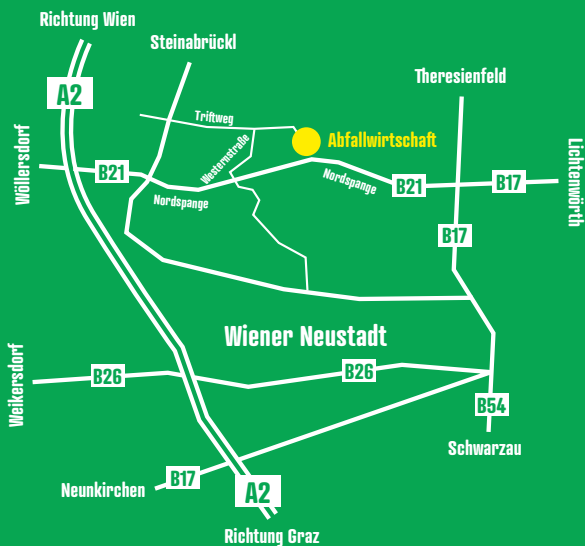 Richtung Wien
Steinabrückl
Theresienfeld
A2
Triftweg
Westernstraße
Abfallwirtschaft
Wöllersdorf
B21
Nordspange
Nordspange
B21
B17
Lichtenwörth
B17
Wiener Neustadt
Weikersdorf
B26
B26
B54
Schwarzau
Neunkirchen
B17
A2
Richtung Graz